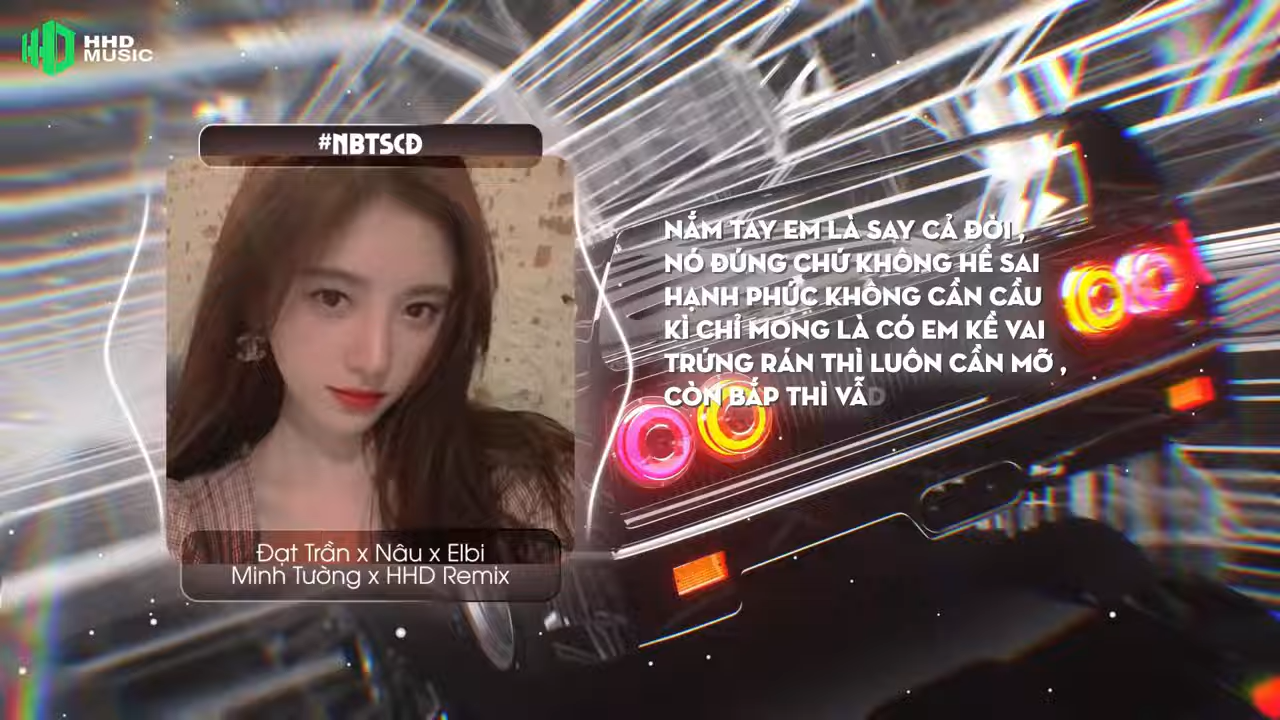 HHD
MUSIC
#NBTSCĐ
NẮM TAY EM LÀ SAY CẢ ĐỜI ,
NÓ ĐÚNG CHỨ KHÔNG HỀ SAI
HẠNH PHÚC KHÔNG CẦN CẦU
KÌ CHỈ MONG LÀ CÓ EM KỀ VAI
TRỨNG RÁN THÌ LUÔN CẦN MỠ ,
CÒN BẮP THÌ VẪ
Đạt Trần x Nâu x Elbi
Minh Tường x HHD Remix